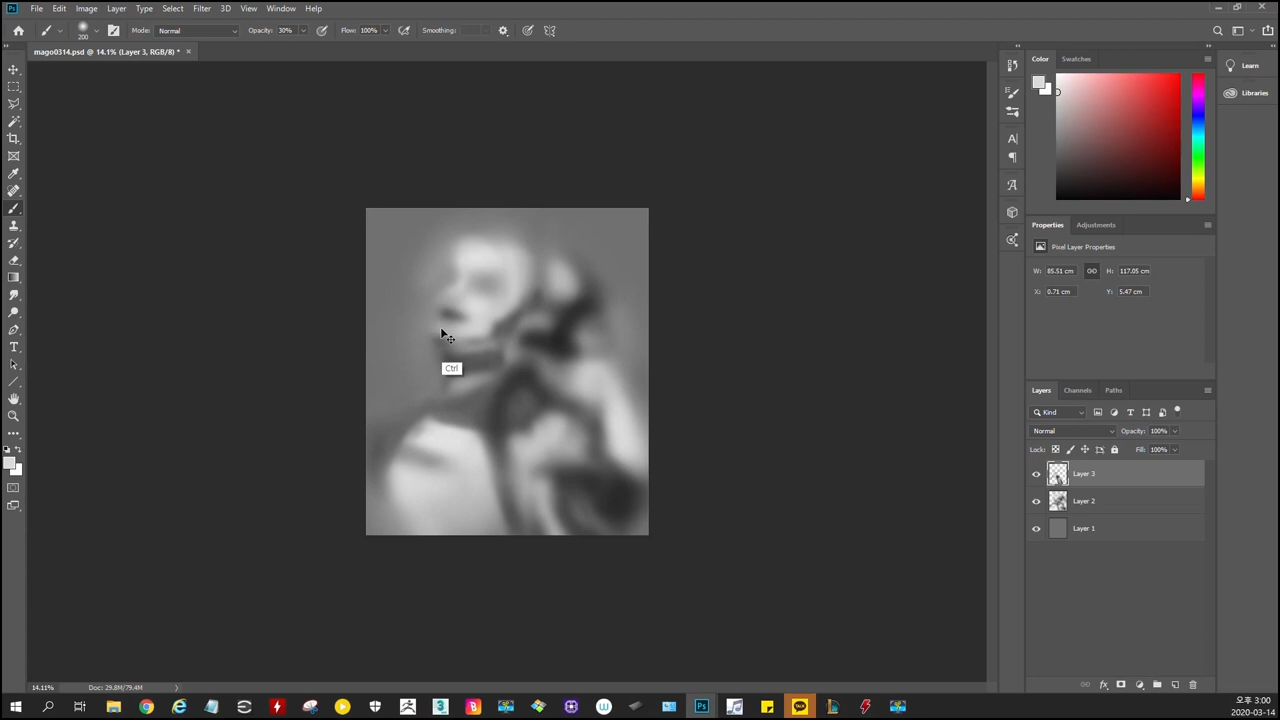 File Edit Image Layer Type Select Filter 3D View Window Help
200 Mode: Normal Opacity: 30% Flow: 100% Smoothing:
mago0314.psd @ 14.1% (Layer 3, RGB/8) *
Color Swatches
Learn
Libraries
Properties Adjustments
Pixel Layer Properties
W: 85.51 cm H: 117.05 cm
X: 0.71 cm Y: 5.47 cm
Ctrl
Layers Channels Paths
Kind
Normal Opacity: 100%
Lock: Fill: 100%
Layer 3
Layer 2
Layer 1
14.11% Doc: 29.8M/79.4M
오후 3:00
2020-03-14